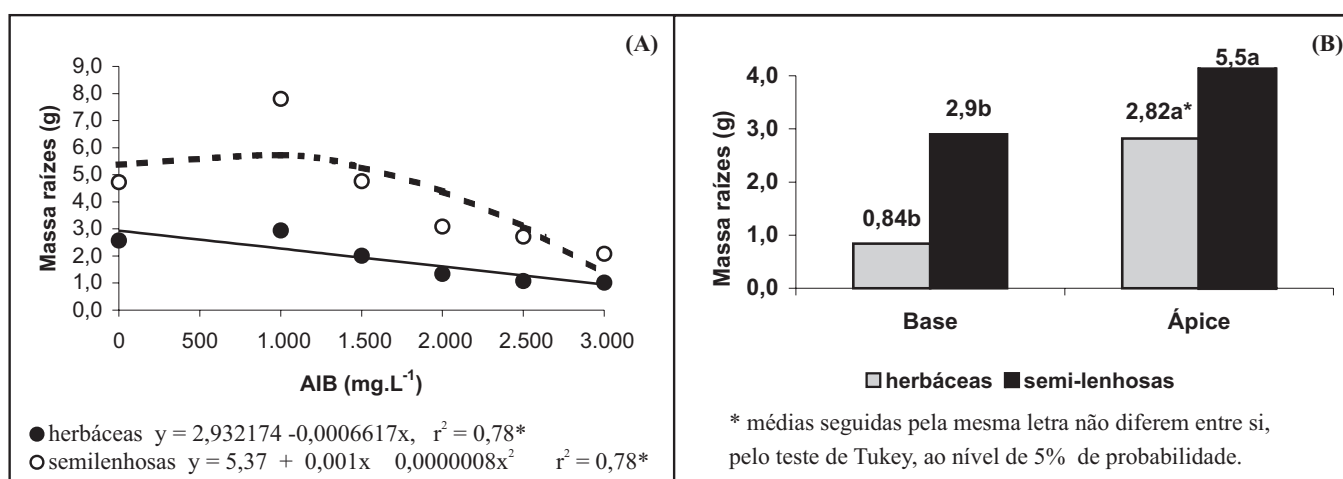 (A)
Massa raízes (g)
9,0
8,0
7,0
6,0
5,0
4,0
3,0
2,0
1,0
0,0
0 500 1.000 1.500 2.000 2.500 3.000
AIB (mg.L⁻¹)
herbáceas y = 2,932174 -0,0006617x, r² = 0,78*
semilenhosas y = 5,37 + 0,001x 0,0000008x² r² = 0,78*
(B)
Massa raízes (g)
4,0
3,0
2,0
1,0
0,0
0,84b
2,9b
2,82a*
5,5a
Base Ápice
herbáceas semi-lenhosas
* médias seguidas pela mesma letra não diferem entre si,
pelo teste de Tukey, ao nível de 5% de probabilidade.